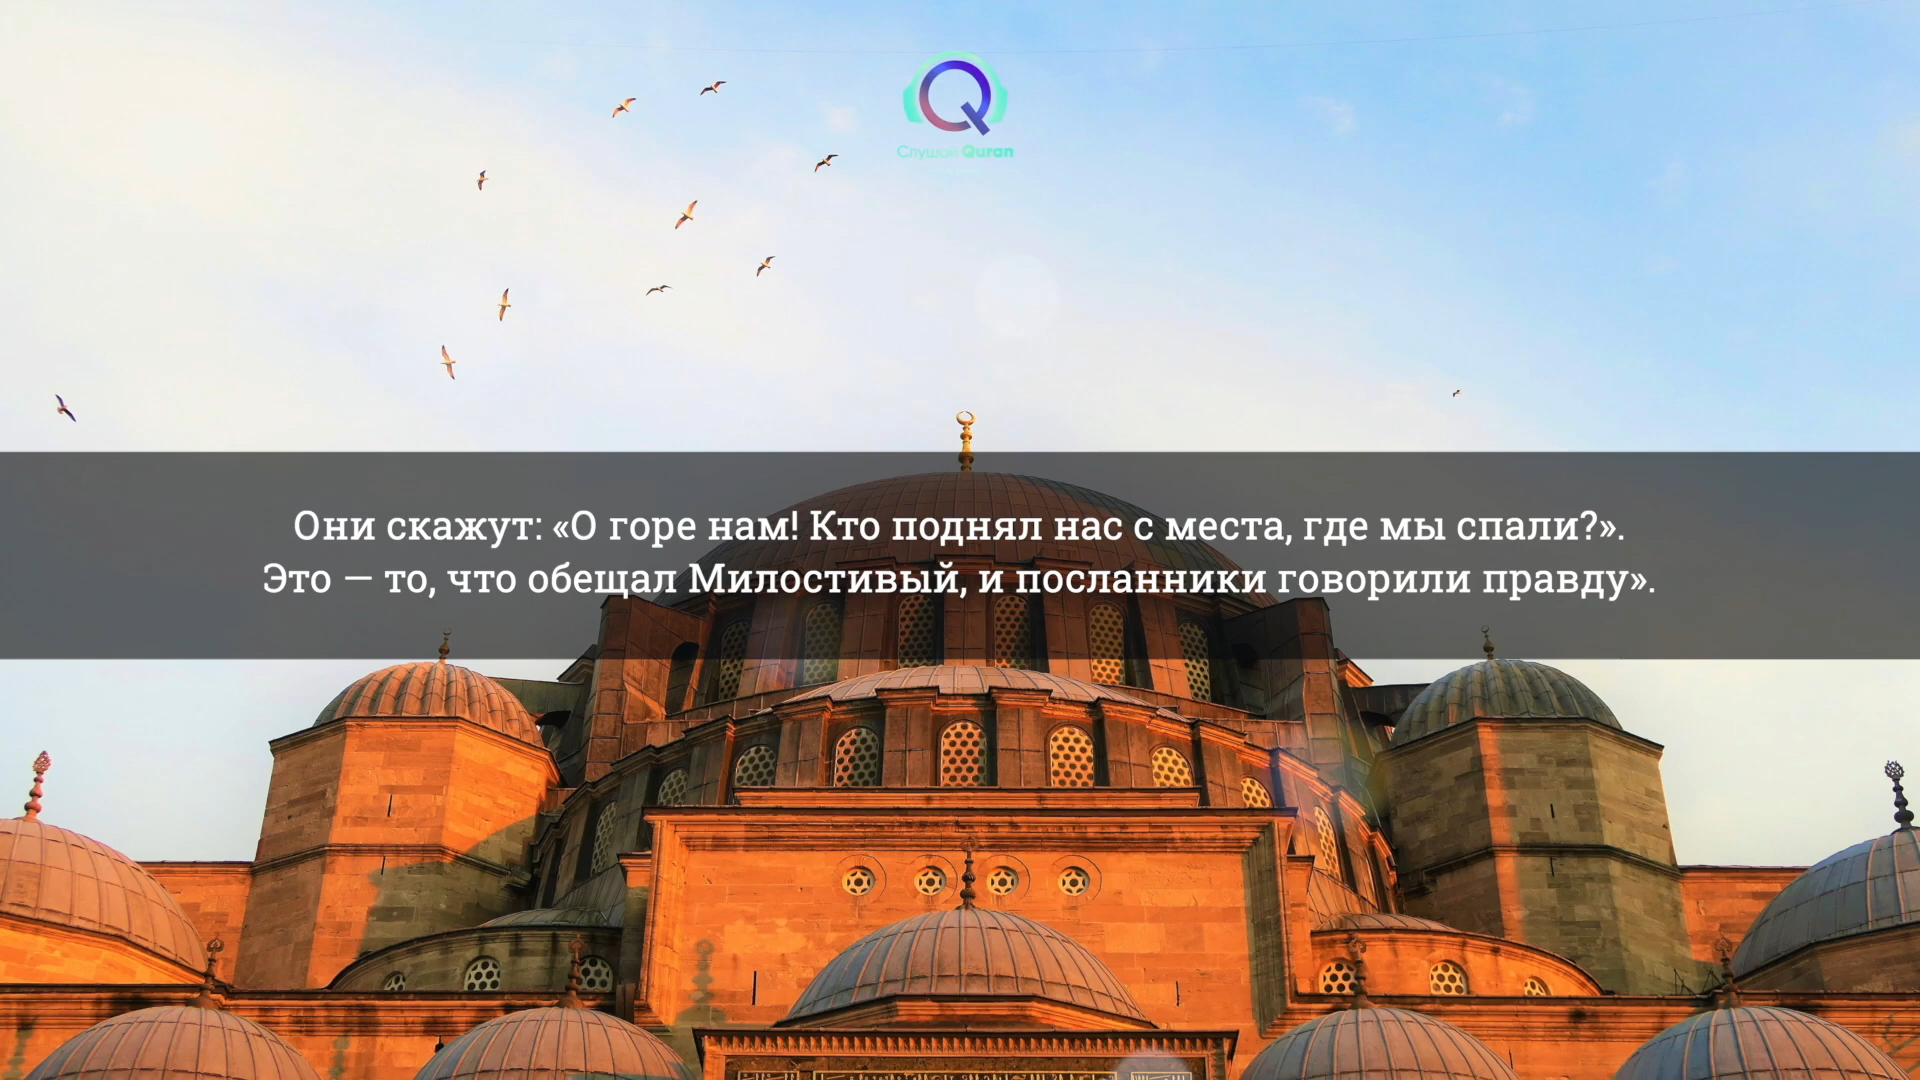 Слушай Quran
Они скажут: «О горе нам! Кто поднял нас с места, где мы спали?».
Это — то, что обещал Милостивый, и посланники говорили правду».